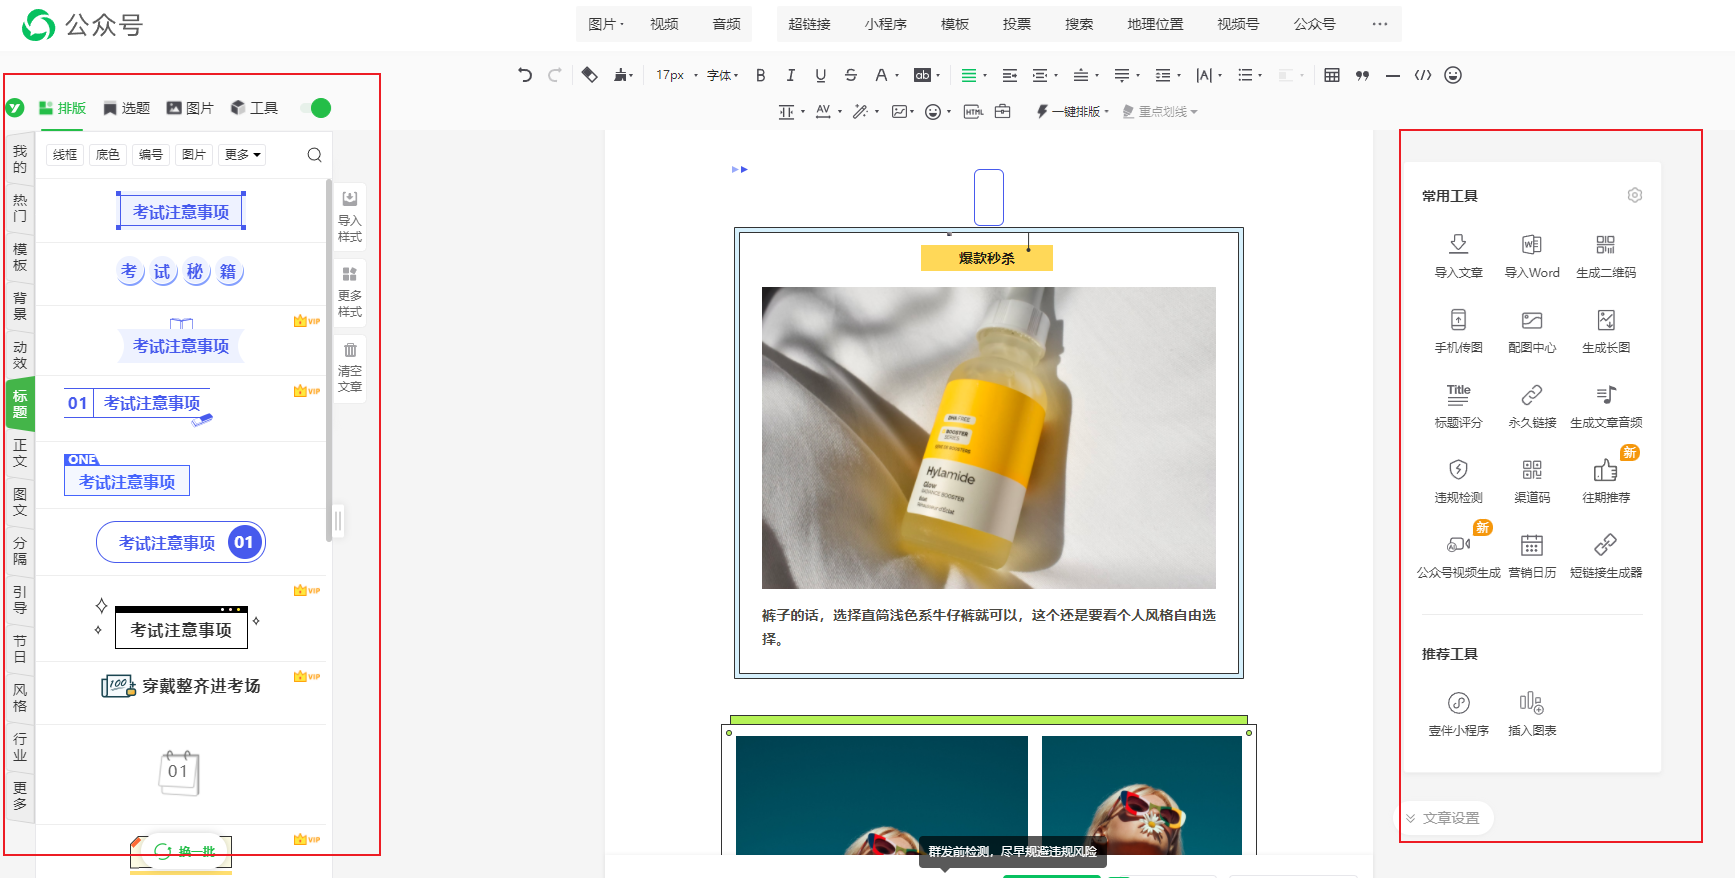 公众号
图片 视频 音频 超链接 小程序 模板 投票 搜索 地理位置 视频号 公众号 ···
17px 字体 B I U S A ab |A|
AV HTML 一键排版 重点划线
排版 选题 图片 工具
线框 底色 编号 图片 更多
我的
热门
模板
背景
动效
标题
正文
图文
分隔
引导
节日
风格
行业
更多
考试注意事项
考试秘籍
考试注意事项
VIP
01 考试注意事项
VIP
ONE
考试注意事项
考试注意事项 01
VIP
考试注意事项
100 穿戴整齐进考场
VIP
01
VIP
换一批
导入
样式
更多
样式
清空
文章
爆款秒杀
BOOSTER
Hylamide
Glow
RADIANCE BOOSTER
裤子的话，选择直筒浅色系牛仔裤就可以，这个还是要看个人风格自由选
择。
群发前检测，尽早规避违规风险
常用工具
导入文章 导入Word 生成二维码
手机传图 配图中心 生成长图
Title
标题评分 永久链接 生成文章音频
新
违规检测 渠道码 往期推荐
新
AI
公众号视频生成 营销日历 短链接生成器
推荐工具
壹伴小程序 插入图表
文章设置